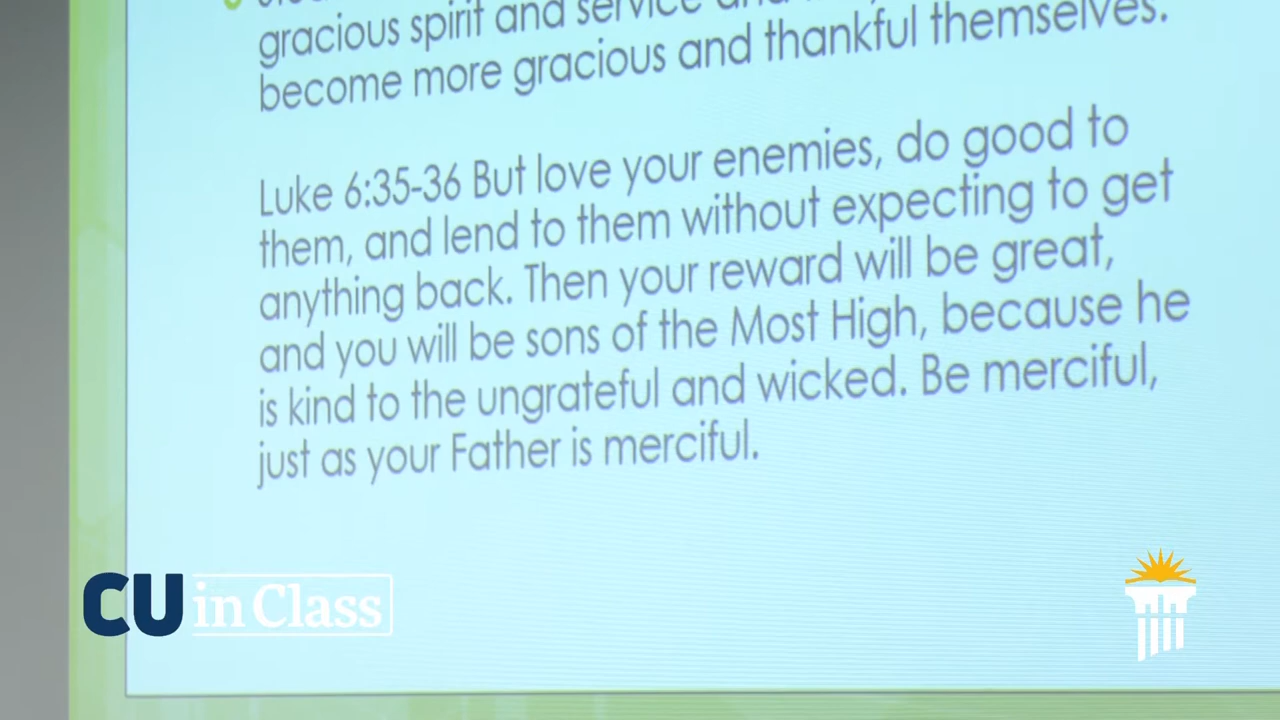 gracious spirit and service
become more gracious and thankful themselves.
Luke 6:35-36 But love your enemies, do good to
them, and lend to them without expecting to get
anything back. Then your reward will be great,
and you will be sons of the Most High, because he
is kind to the ungrateful and wicked. Be merciful,
just as your Father is merciful.
CU in Class